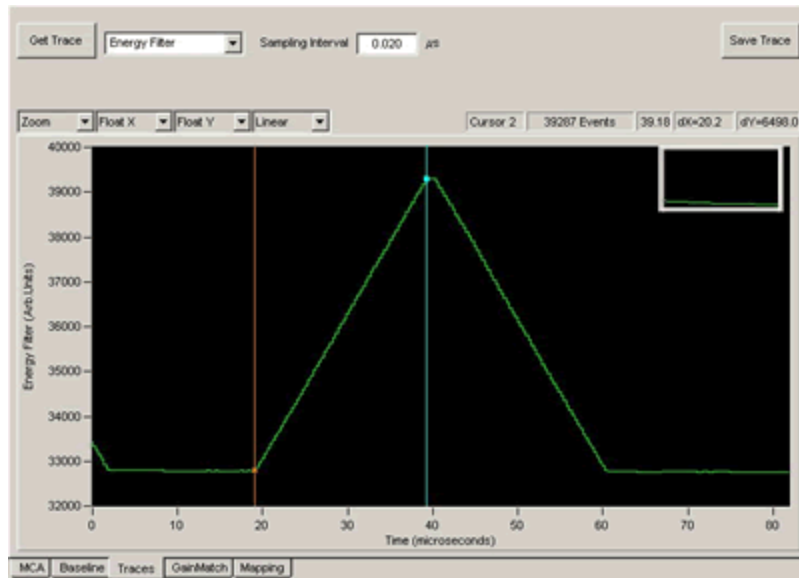 Get Trace Energy Filter Sampling Interval 0.020 µs Save Trace
Zoom Float X Float Y Linear Cursor 2 39287 Events 39.18 dX=20.2 dY=6498.0
40000
39000
38000
37000
36000
35000
34000
33000
32000
Energy Filter (Arb.Units)
0 10 20 30 40 50 60 70 80
Time (microseconds)
MCA Baseline Traces GainMatch Mapping